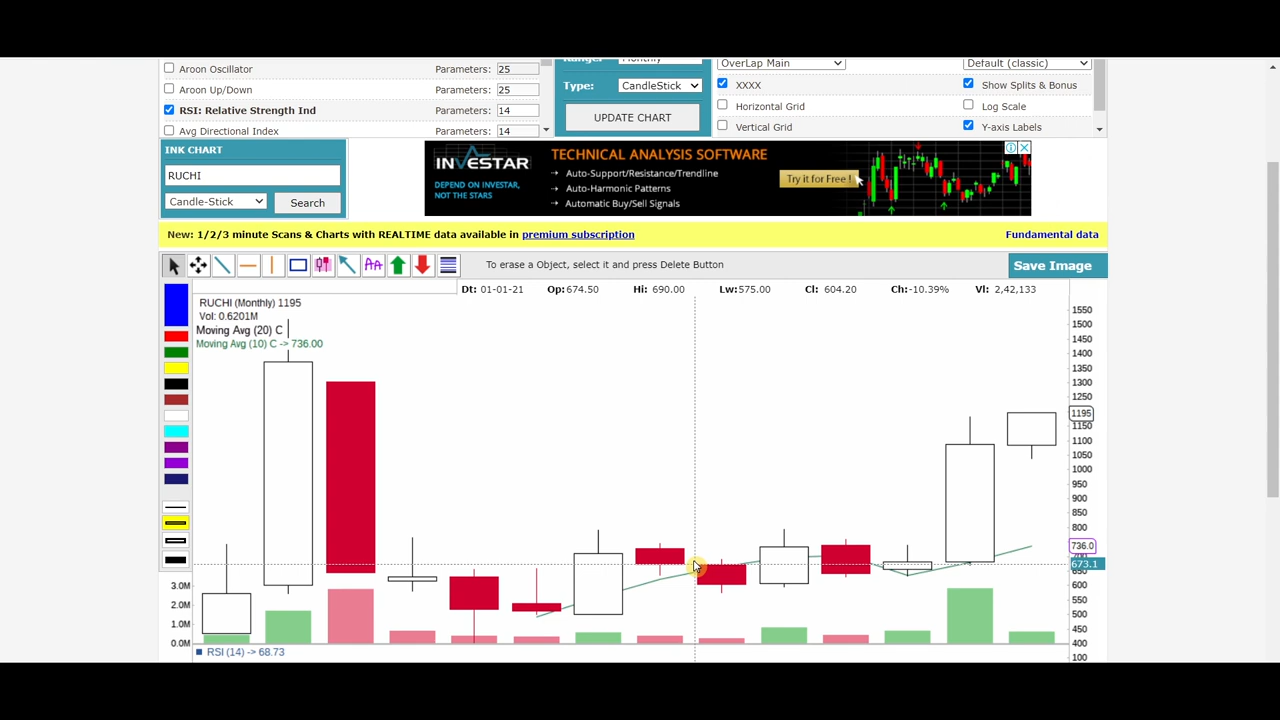 Aroon Oscillator Parameters: 25
Aroon Up/Down Parameters: 25
RSI: Relative Strength Ind Parameters: 14
Avg Directional Index Parameters: 14
Monthly
Type: CandleStick
UPDATE CHART
OverLap Main Default (classic)
XXXX Show Splits & Bonus
Horizontal Grid Log Scale
Vertical Grid Y-axis Labels
INK CHART
RUCHI
Candle-Stick Search
INVESTAR
DEPEND ON INVESTAR,
NOT THE STARS
TECHNICAL ANALYSIS SOFTWARE
Auto-Support/Resistance/Trendline
Auto-Harmonic Patterns
Automatic Buy/Sell Signals
Try it for Free !
New: 1/2/3 minute Scans & Charts with REALTIME data available in premium subscription Fundamental data
To erase a Object, select it and press Delete Button Save Image
Dt: 01-01-21 Op:674.50 Hi: 690.00 Lw:575.00 Cl: 604.20 Ch:-10.39% Vl: 2,42,133
RUCHI (Monthly) 1195
Vol: 0.6201M
Moving Avg (20) C
Moving Avg (10) C -> 736.00
1550
1500
1450
1400
1350
1300
1250
1195
1150
1100
1050
1000
950
900
850
800
736.0
673.1
650
600
550
500
450
400
3.0M
2.0M
1.0M
0.0M
RSI (14) -> 68.73
100